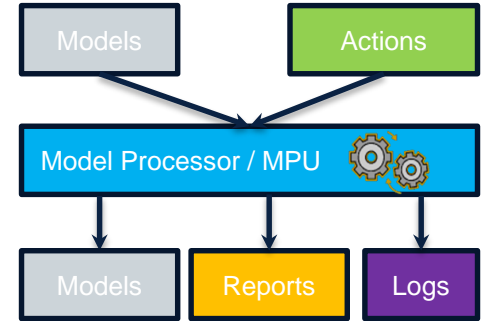 Models
Actions
Model Processor / MPU
Models
Reports
Logs